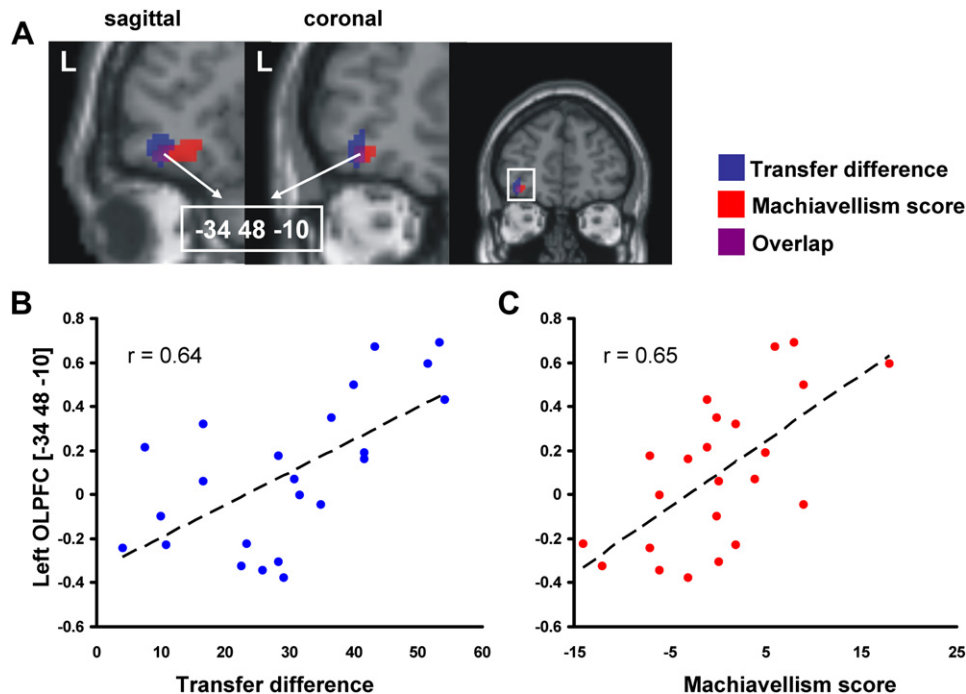 sagittal
coronal
A
L
L
-34 48 -10
Transfer difference
Machiavellism score
Overlap
B
r = 0.64
Left OLPFC [-34 48 -10]
0.8
0.6
0.4
0.2
0
-0.2
-0.4
-0.6
0
10
20
30
40
50
60
Transfer difference
C
r = 0.65
0.8
0.6
0.4
0.2
0
-0.2
-0.4
-0.6
-15
-5
5
15
25
Machiavellism score